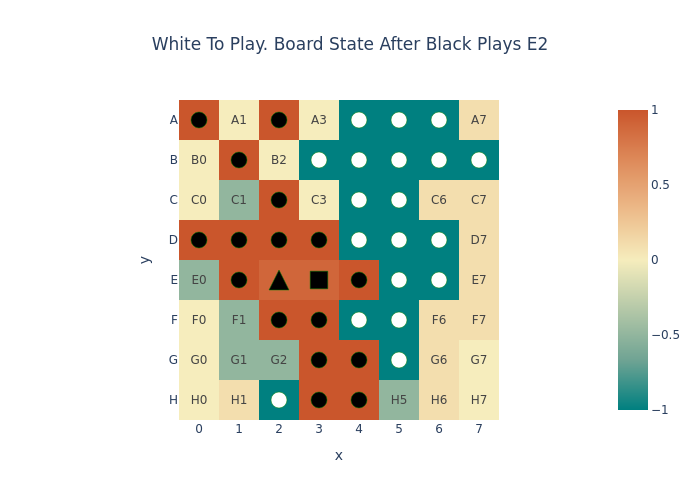 White To Play. Board State After Black Plays E2
A A1 A3 A7 1
B B0 B2
C C0 C1 C3 C6 C7 0.5
D D7
y 0
E E0 E7
F F0 F1 F6 F7 −0.5
G G0 G1 G2 G6 G7
H H0 H1 H5 H6 H7 −1
0 1 2 3 4 5 6 7
x